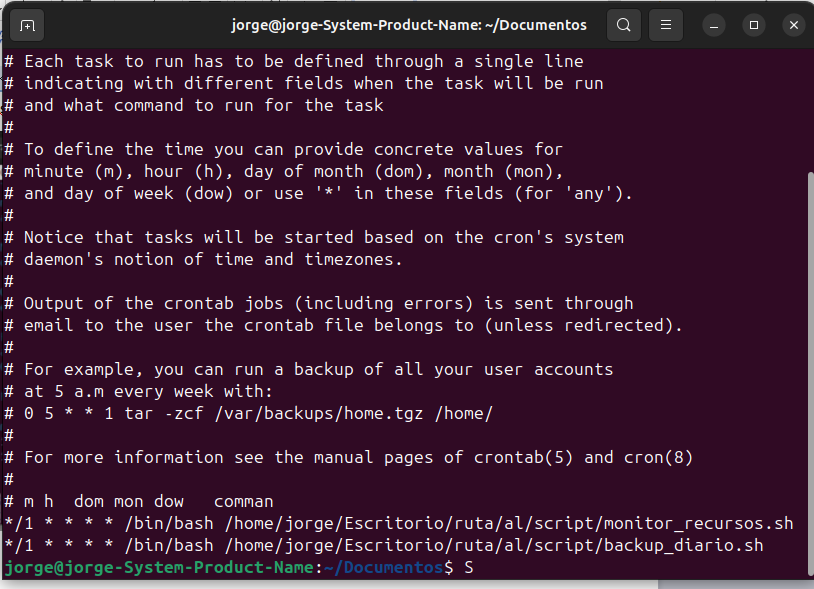 jorge@jorge-System-Product-Name: ~/Documentos
# Each task to run has to be defined through a single line
# indicating with different fields when the task will be run
# and what command to run for the task
#
# To define the time you can provide concrete values for
# minute (m), hour (h), day of month (dom), month (mon),
# and day of week (dow) or use '*' in these fields (for 'any').
#
# Notice that tasks will be started based on the cron's system
# daemon's notion of time and timezones.
#
# Output of the crontab jobs (including errors) is sent through
# email to the user the crontab file belongs to (unless redirected).
#
# For example, you can run a backup of all your user accounts
# at 5 a.m every week with:
# 0 5 * * 1 tar -zcf /var/backups/home.tgz /home/
#
# For more information see the manual pages of crontab(5) and cron(8)
#
# m h  dom mon dow   comman
*/1 * * * * /bin/bash /home/jorge/Escritorio/ruta/al/script/monitor_recursos.sh
*/1 * * * * /bin/bash /home/jorge/Escritorio/ruta/al/script/backup_diario.sh
jorge@jorge-System-Product-Name:~/Documentos$ S